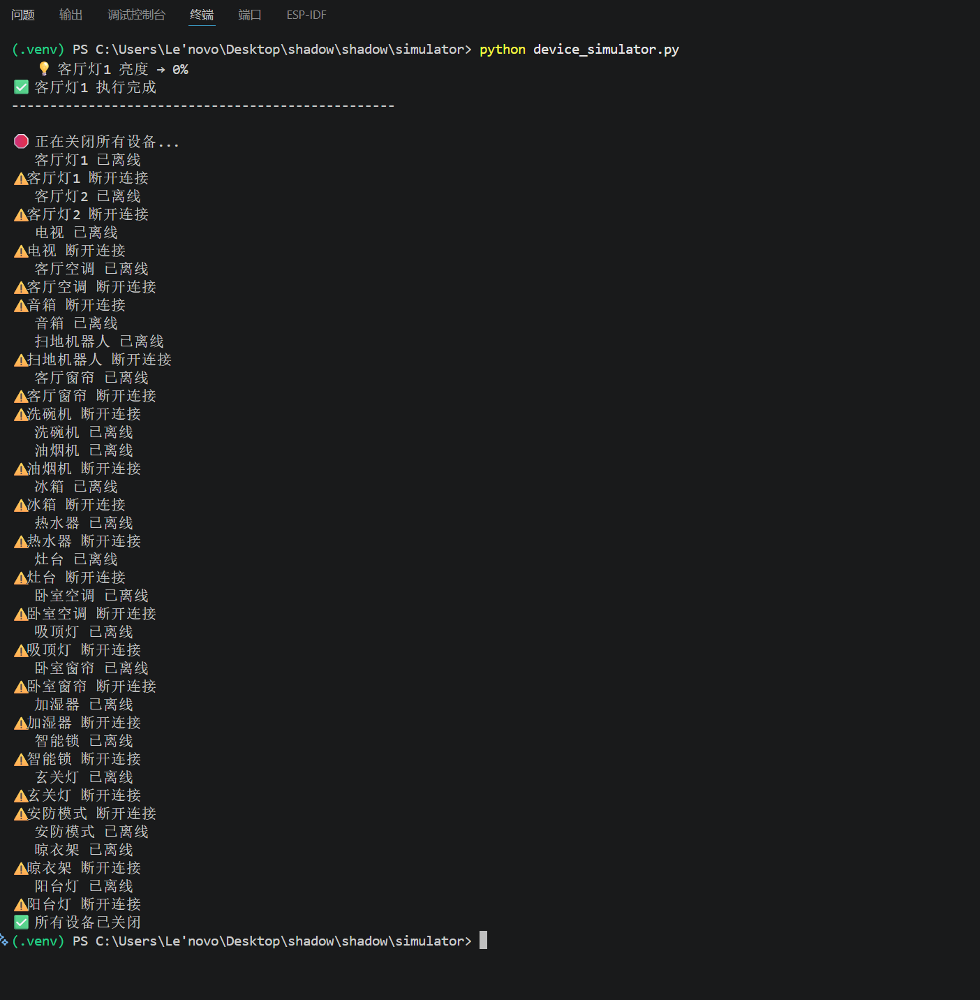 问题 输出 调试控制台 终端 端口 ESP-IDF
(.venv) PS C:\Users\Le'novo\Desktop\shadow\shadow\simulator> python device_simulator.py
💡 客厅灯1 亮度 → 0%
✅ 客厅灯1 执行完成
--------------------------------------------------
🛑 正在关闭所有设备...
客厅灯1 已离线
⚠️客厅灯1 断开连接
客厅灯2 已离线
⚠️客厅灯2 断开连接
电视 已离线
⚠️电视 断开连接
客厅空调 已离线
⚠️客厅空调 断开连接
⚠️音箱 断开连接
音箱 已离线
扫地机器人 已离线
⚠️扫地机器人 断开连接
客厅窗帘 已离线
⚠️客厅窗帘 断开连接
⚠️洗碗机 断开连接
洗碗机 已离线
油烟机 已离线
⚠️油烟机 断开连接
冰箱 已离线
⚠️冰箱 断开连接
热水器 已离线
⚠️热水器 断开连接
灶台 已离线
⚠️灶台 断开连接
卧室空调 已离线
⚠️卧室空调 断开连接
吸顶灯 已离线
⚠️吸顶灯 断开连接
卧室窗帘 已离线
⚠️卧室窗帘 断开连接
加湿器 已离线
⚠️加湿器 断开连接
智能锁 已离线
⚠️智能锁 断开连接
玄关灯 已离线
⚠️玄关灯 断开连接
⚠️安防模式 断开连接
安防模式 已离线
晾衣架 已离线
⚠️晾衣架 断开连接
阳台灯 已离线
⚠️阳台灯 断开连接
✅ 所有设备已关闭
(.venv) PS C:\Users\Le'novo\Desktop\shadow\shadow\simulator>